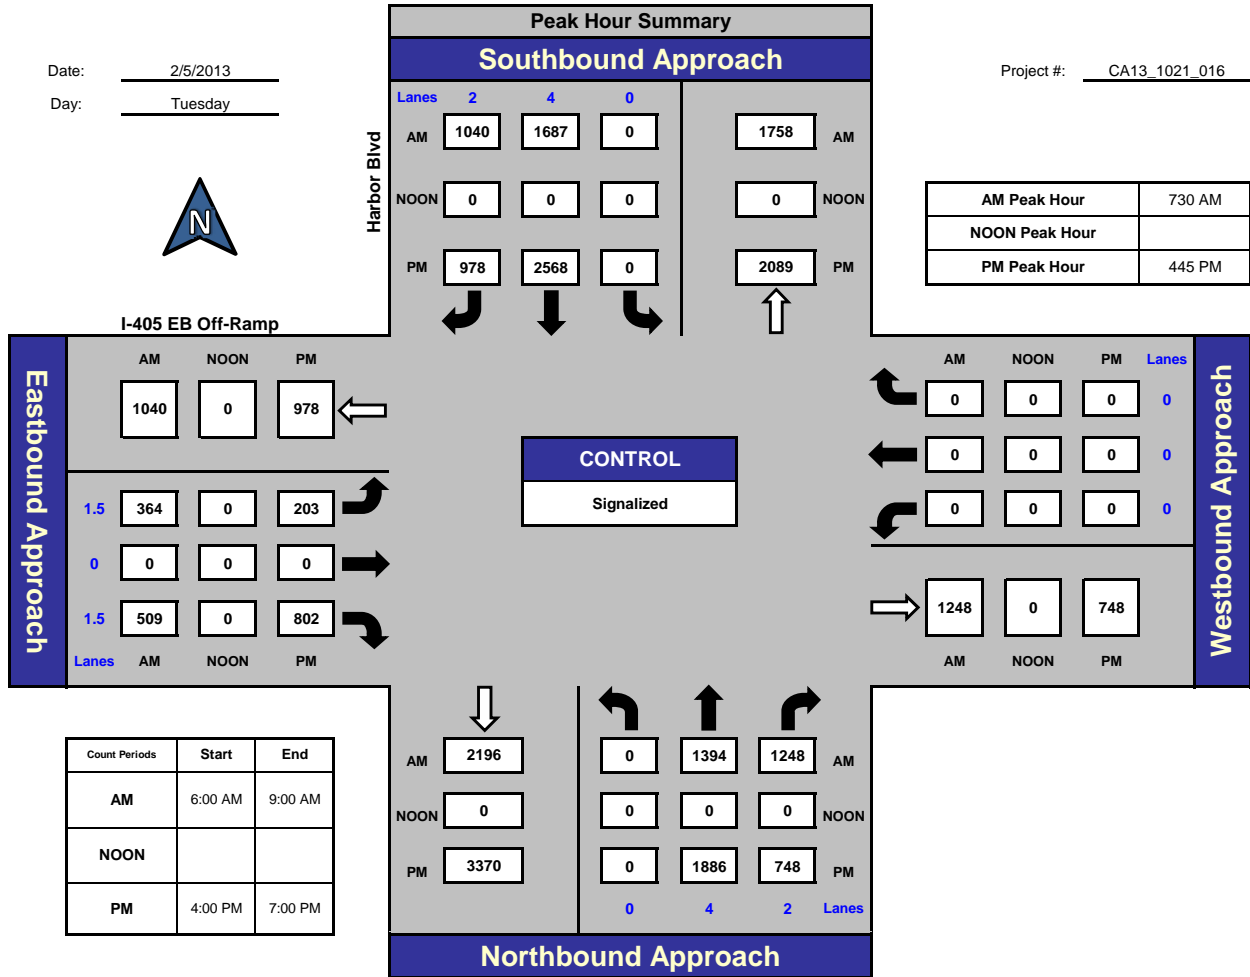 Peak Hour Summary
Southbound Approach
Date: 2/5/2013
Day: Tuesday
Project #: CA13_1021_016
N
Harbor Blvd
Lanes 2 4 0
AM 1040 1687 0 1758 AM
NOON 0 0 0 0 NOON
PM 978 2568 0 2089 PM
AM Peak Hour 730 AM
NOON Peak Hour
PM Peak Hour 445 PM
I-405 EB Off-Ramp
Eastbound Approach
AM NOON PM
1040 0 978
1.5 364 0 203
0 0 0 0
1.5 509 0 802
Lanes AM NOON PM
CONTROL
Signalized
AM NOON PM Lanes
0 0 0 0
0 0 0 0
0 0 0 0
1248 0 748
AM NOON PM
Westbound Approach
Count Periods Start End
AM 6:00 AM 9:00 AM
NOON
PM 4:00 PM 7:00 PM
AM 2196 0 1394 1248 AM
NOON 0 0 0 0 NOON
PM 3370 0 1886 748 PM
0 4 2 Lanes
Northbound Approach